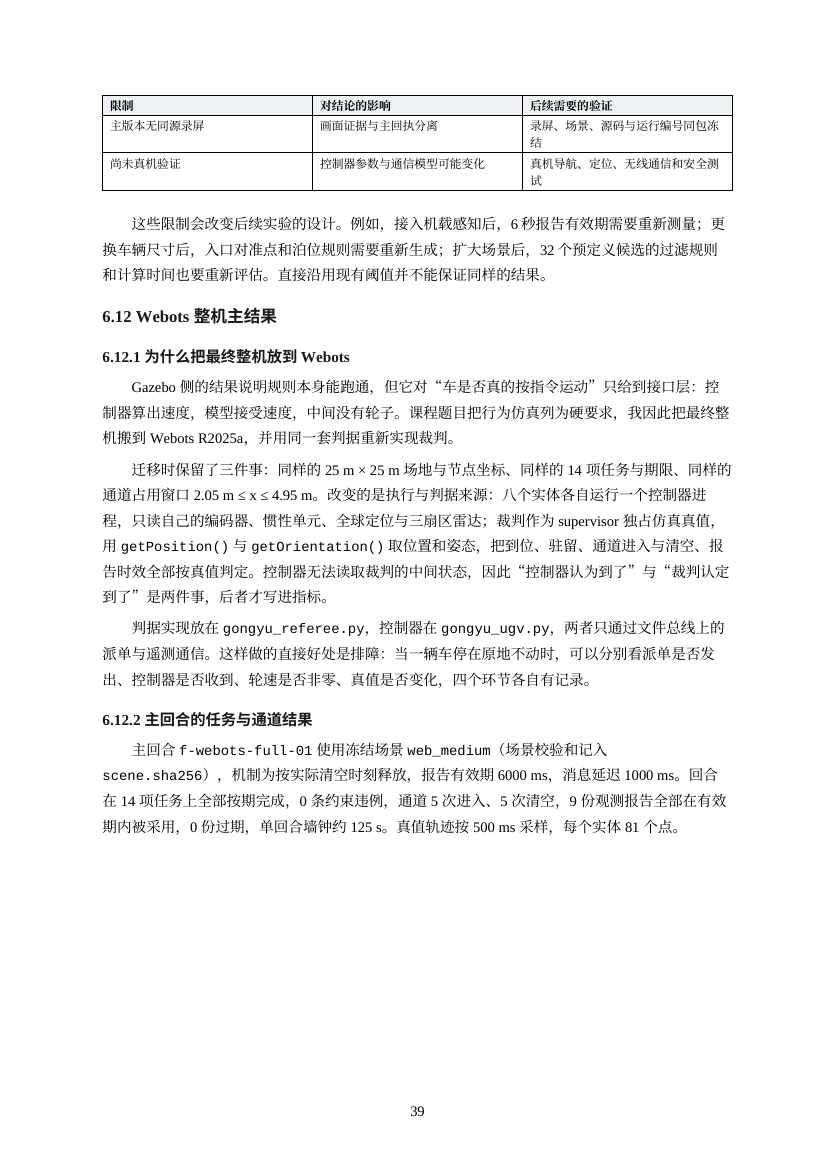 限制 对结论的影响 后续需要的验证
主版本无同源录屏 画面证据与主回执分离 录屏、场景、源码与运行编号同包冻
结
尚未真机验证 控制器参数与通信模型可能变化 真机导航、定位、无线通信和安全测
试
这些限制会改变后续实验的设计。例如，接入机载感知后，6 秒报告有效期需要重新测量；更
换车辆尺寸后，入口对准点和泊位规则需要重新生成；扩大场景后，32 个预定义候选的过滤规则
和计算时间也要重新评估。直接沿用现有阈值并不能保证同样的结果。
6.12 Webots 整机主结果
6.12.1 为什么把最终整机放到 Webots
Gazebo 侧的结果说明规则本身能跑通，但它对“车是否真的按指令运动”只给到接口层：控
制器算出速度，模型接受速度，中间没有轮子。课程题目把行为仿真列为硬要求，我因此把最终整
机搬到 Webots R2025a，并用同一套判据重新实现裁判。
迁移时保留了三件事：同样的 25 m × 25 m 场地与节点坐标、同样的 14 项任务与期限、同样的
通道占用窗口 2.05 m ≤ x ≤ 4.95 m。改变的是执行与判据来源：八个实体各自运行一个控制器进
程，只读自己的编码器、惯性单元、全球定位与三扇区雷达；裁判作为 supervisor 独占仿真真值，
用 getPosition() 与 getOrientation() 取位置和姿态，把到位、驻留、通道进入与清空、报
告时效全部按真值判定。控制器无法读取裁判的中间状态，因此“控制器认为到了”与“裁判认定
到了”是两件事，后者才写进指标。
判据实现放在 gongyu_referee.py，控制器在 gongyu_ugv.py，两者只通过文件总线上的
派单与遥测通信。这样做的直接好处是排障：当一辆车停在原地不动时，可以分别看派单是否发
出、控制器是否收到、轮速是否非零、真值是否变化，四个环节各自有记录。
6.12.2 主回合的任务与通道结果
主回合 f-webots-full-01 使用冻结场景 web_medium（场景校验和记入
scene.sha256），机制为按实际清空时刻释放，报告有效期 6000 ms，消息延迟 1000 ms。回合
在 14 项任务上全部按期完成，0 条约束违例，通道 5 次进入、5 次清空，9 份观测报告全部在有效
期内被采用，0 份过期，单回合墙钟约 125 s。真值轨迹按 500 ms 采样，每个实体 81 个点。
39